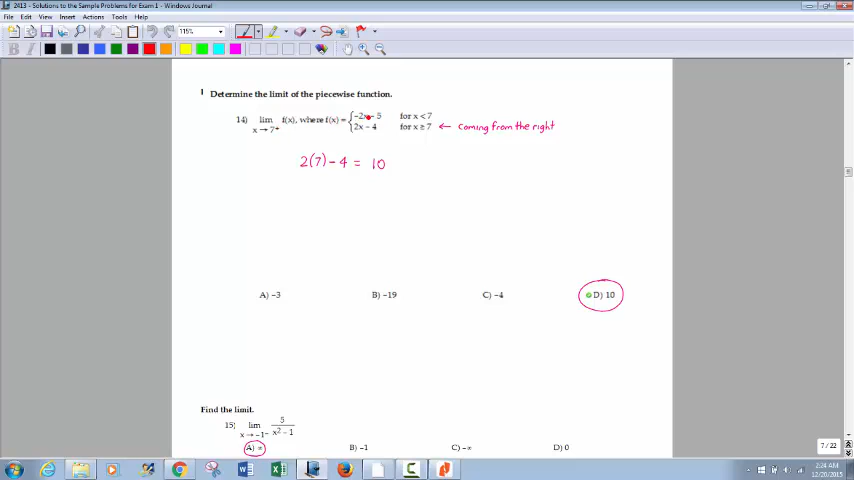 2413 - Solutions to the Sample Problems for Exam 1 - Windows Journal
File Edit View Insert Actions Tools Help
115%
B I
Determine the limit of the piecewise function.
14) lim x → 7+ f(x), where f(x) = { -2x - 5 for x < 7
2x - 4 for x ≥ 7 ← Coming from the right
2(7) - 4 = 10
A) -3 B) -19 C) -4 D) 10
Find the limit.
15) lim x → -1- 5 / x² - 1
A) ∞ B) -1 C) -∞ D) 0
7 / 22
2:24 AM
12/20/2015